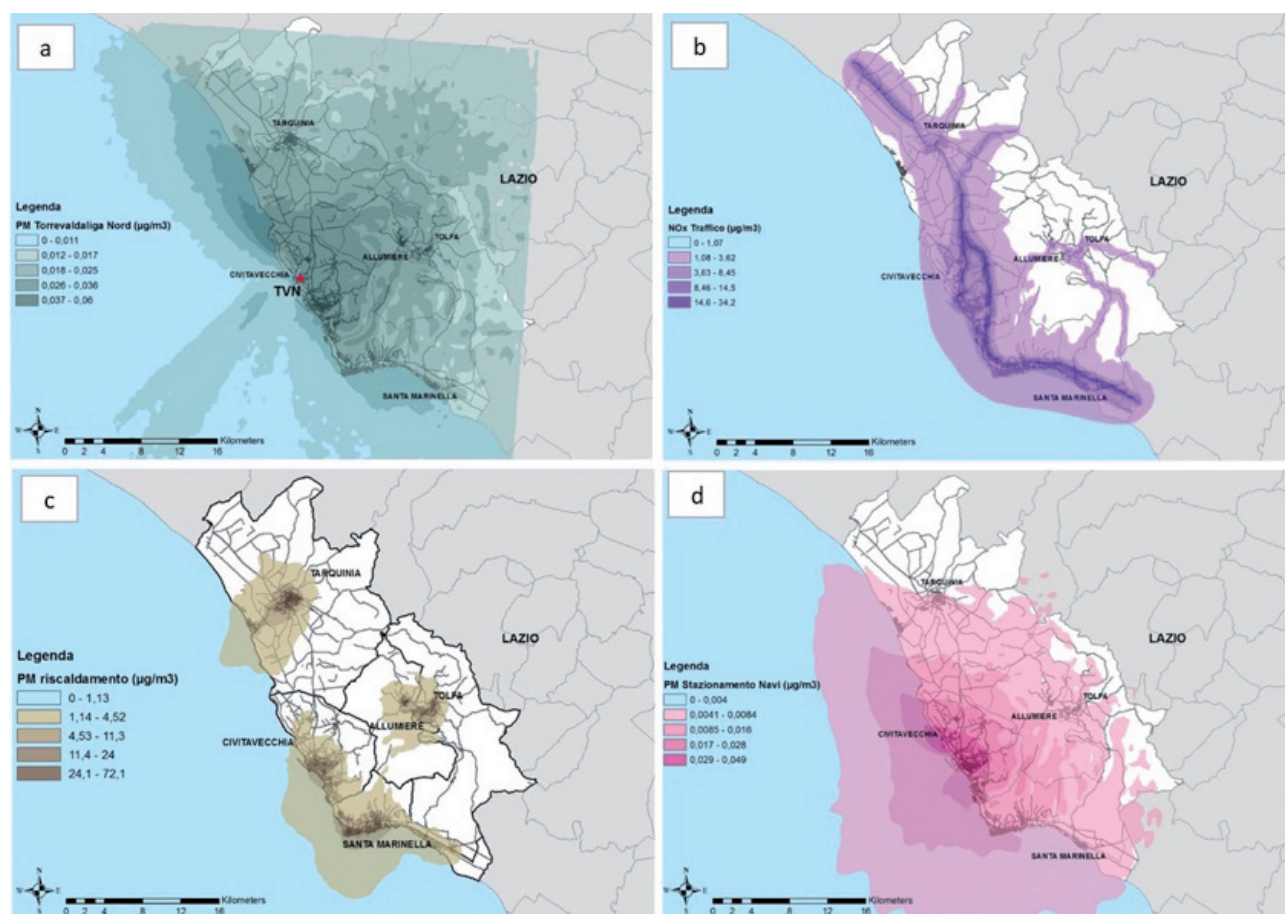 a
TARQUINIA
LAZIO
Legenda
PM Torrevaldaliga Nord (µg/m3)
0 - 0,011
0,012 - 0,017
0,018 - 0,025
0,026 - 0,036
0,037 - 0,06
TOLFA
ALLUMIERE
CIVITAVECCHIA
TVN
SANTA MARINELLA
N
W E
S
Kilometers
0 2 4 8 12 16
b
TARQUINIA
LAZIO
Legenda
NOx Traffico (µg/m3)
0 - 1,07
1,08 - 3,62
3,63 - 8,45
8,46 - 14,5
14,6 - 34,2
TOLFA
ALLUMIERE
CIVITAVECCHIA
SANTA MARINELLA
N
W E
S
Kilometers
0 2 4 8 12 16
c
TARQUINIA
LAZIO
Legenda
PM riscaldamento (µg/m3)
0 - 1,13
1,14 - 4,52
4,53 - 11,3
11,4 - 24
24,1 - 72,1
TOLFA
ALLUMIERE
CIVITAVECCHIA
SANTA MARINELLA
N
W E
S
Kilometers
0 2 4 8 12 16
d
TARQUINIA
LAZIO
Legenda
PM Stazionamento Navi (µg/m3)
0 - 0,004
0,0041 - 0,0084
0,0085 - 0,016
0,017 - 0,028
0,029 - 0,049
TOLFA
ALLUMIERE
CIVITAVECCHIA
SANTA MARINELLA
N
W E
S
Kilometers
0 2 4 8 12 16